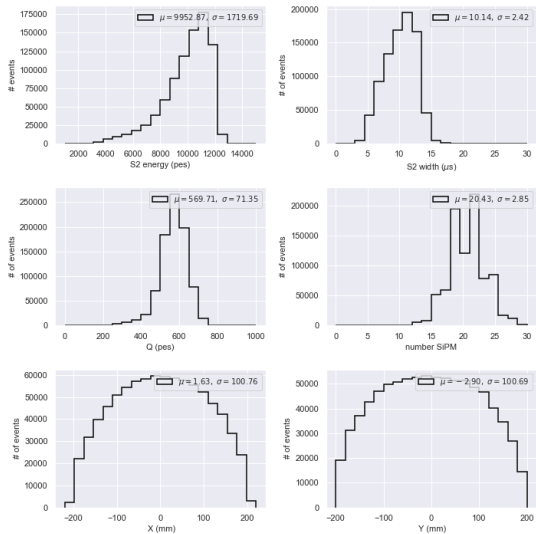 175000
150000
125000
100000
75000
50000
25000
0
# of events
μ = 9952.87, σ = 1719.69
2000 4000 6000 8000 10000 12000 14000
S2 energy (pes)
200000
150000
100000
50000
0
# of events
μ = 10.14, σ = 2.42
0 5 10 15 20 25 30
S2 width (μs)
250000
200000
150000
100000
50000
0
# of events
μ = 569.71, σ = 71.35
0 200 400 600 800 1000
Q (pes)
200000
150000
100000
50000
0
# of events
μ = 20.43, σ = 2.85
0 5 10 15 20 25 30
number SiPM
60000
50000
40000
30000
20000
10000
0
# of events
μ = 1.63, σ = 100.76
−200 −100 0 100 200
X (mm)
50000
40000
30000
20000
10000
0
# of events
μ = −2.90, σ = 100.69
−200 −100 0 100 200
Y (mm)